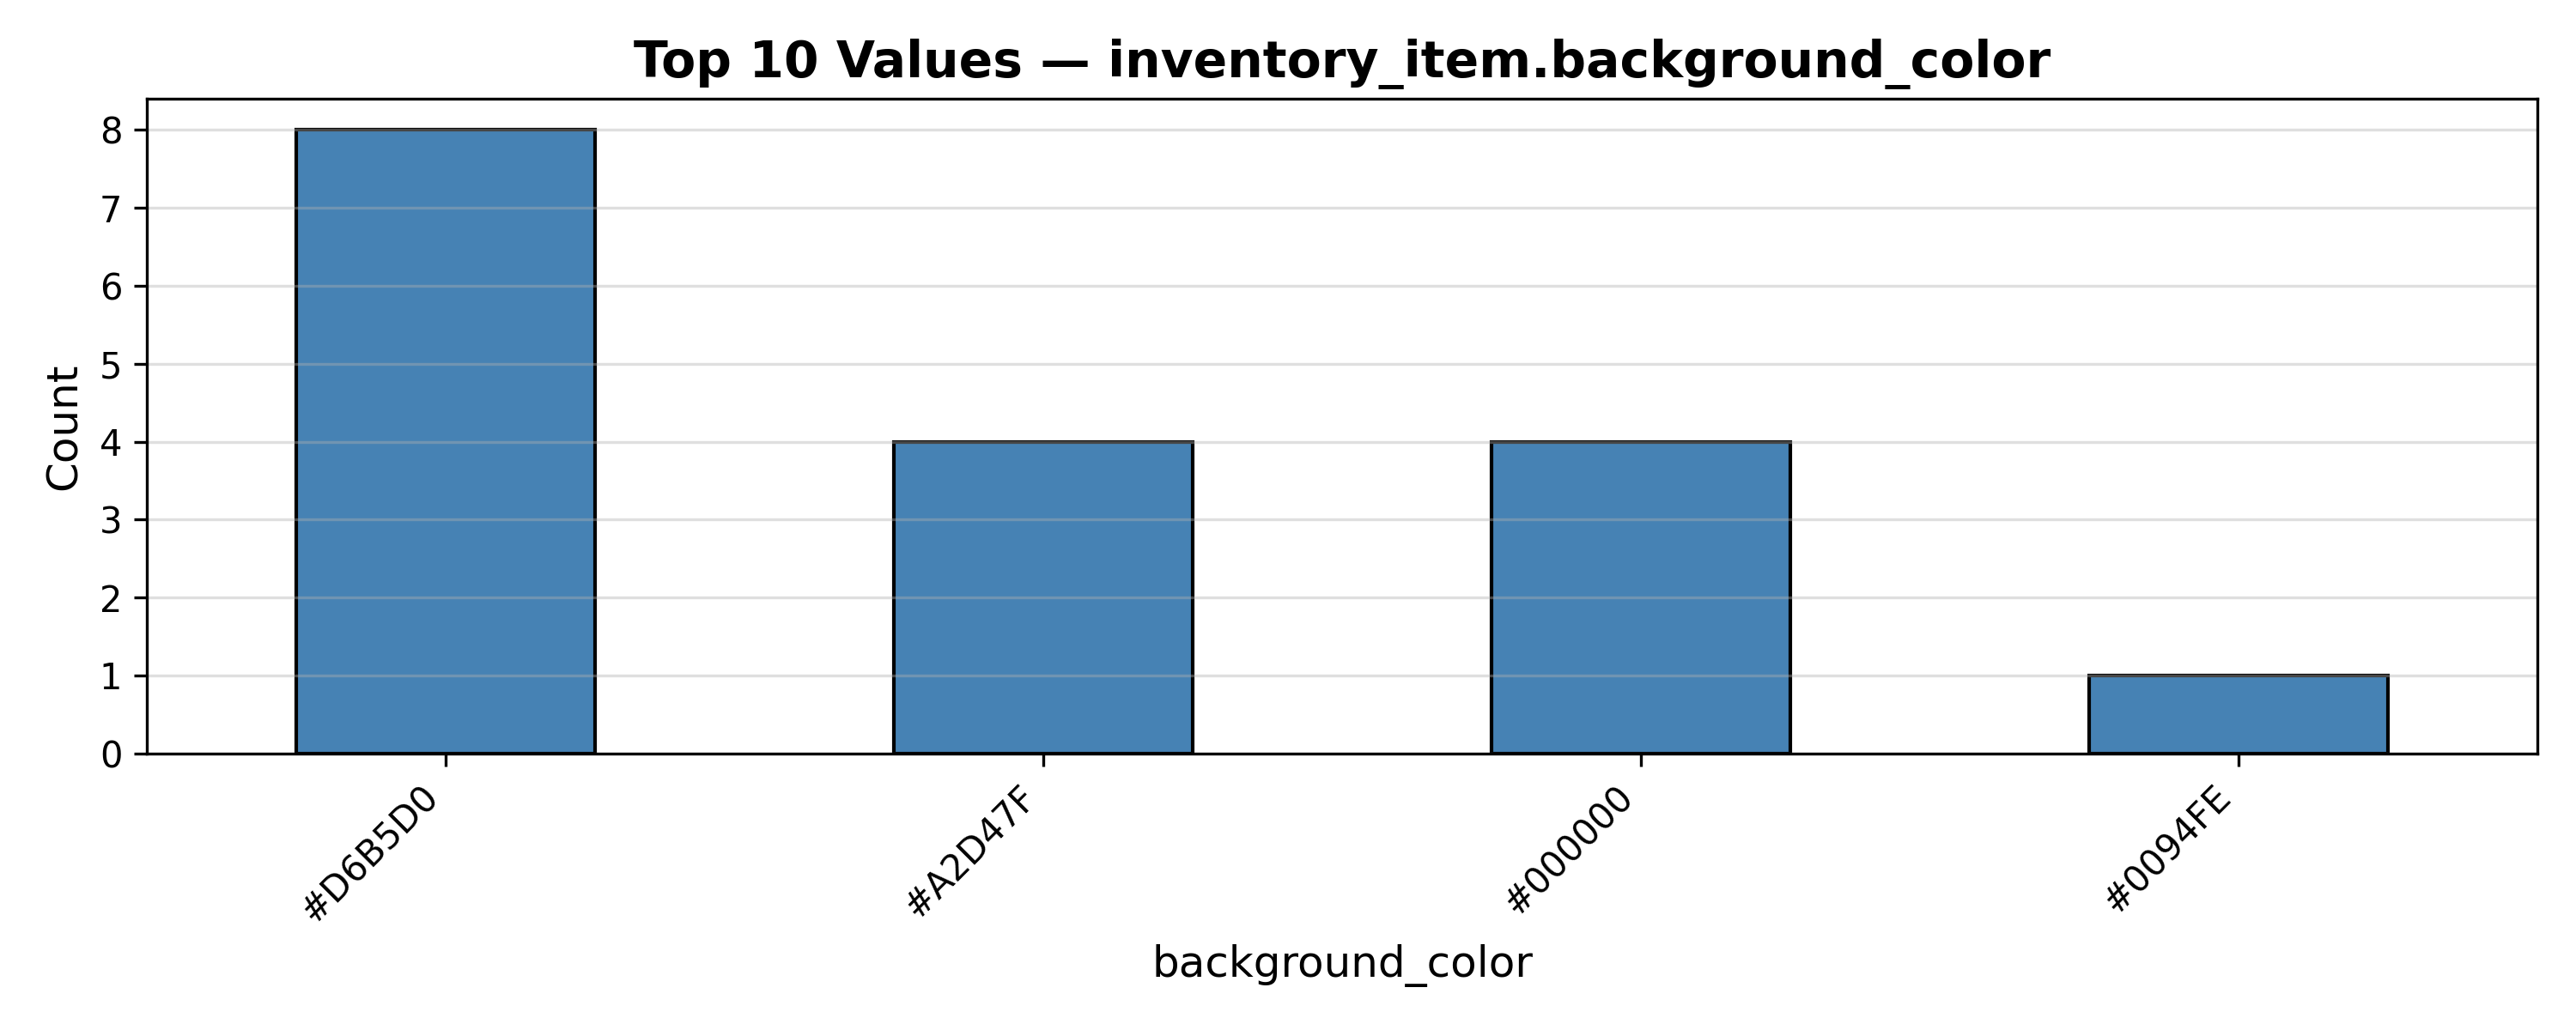 Top 10 Values — inventory_item.background_color
Count
8
7
6
5
4
3
2
1
0
#D6B5D0
#A2D47F
#000000
#0094FE
background_color